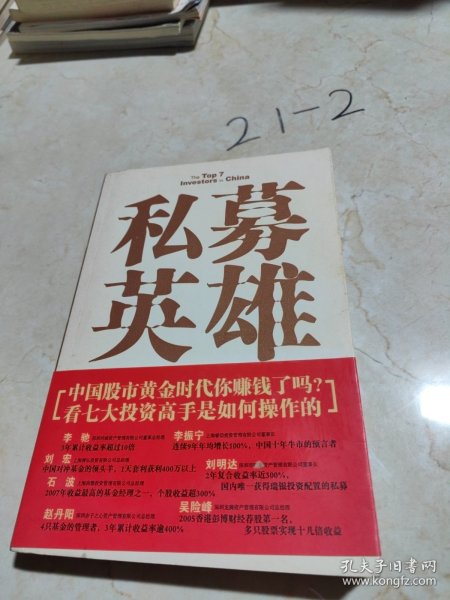 21-2
The Top 7
Investors in China
私募
英雄
中国股市黄金时代你赚钱了吗?
看七大投资高手是如何操作的
李 驰
3年累计收益率超过10倍
李振宁
连续9年年均增长100%，中国十年牛市的预言者
刘 宏
中国对冲基金的领头羊，1天套利获利400万以上
刘明达
2年复合收益率近500%，
国内唯一获得瑞银投资配置的私募
石 波
2007年收益最高的基金经理之一，个股收益超300%
赵丹阳
4只基金的管理者，3年累计收益率逾400%
吴险峰
2005香港彭博财经荐股第一名，
多只股票实现十几倍收益
孔夫子旧书网
book.kongfz.com